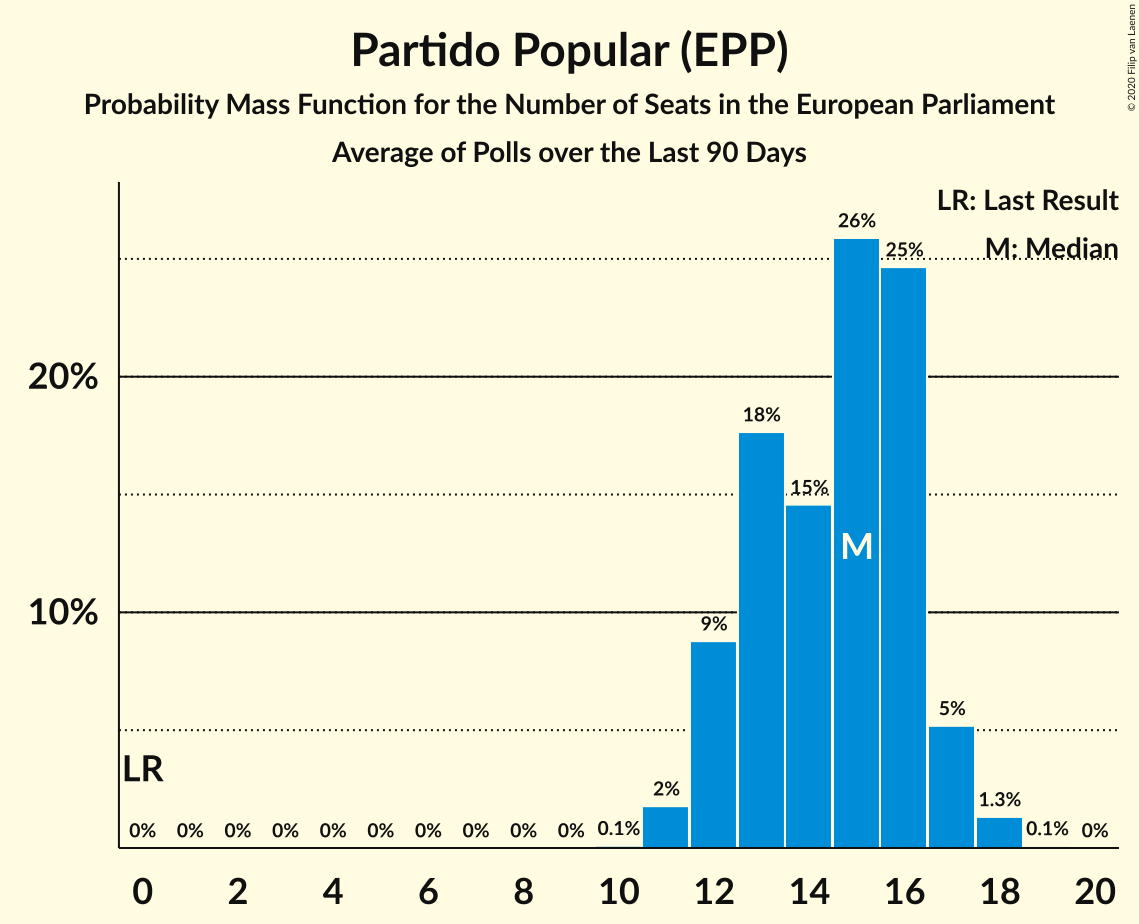 Partido Popular (EPP)
Probability Mass Function for the Number of Seats in the European Parliament
Average of Polls over the Last 90 Days
© 2020 Filip van Laenen
LR: Last Result
M: Median
26%
25%
20%
18%
15%
M
10%
9%
5%
LR
2%
1.3%
0% 0% 0% 0% 0% 0% 0% 0% 0% 0% 0.1% 0.1% 0%
0 2 4 6 8 10 12 14 16 18 20